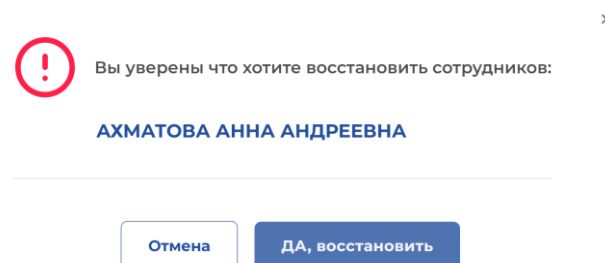 Вы уверены что хотите восстановить сотрудников:
АХМАТОВА АННА АНДРЕЕВНА
Отмена
ДА, восстановить